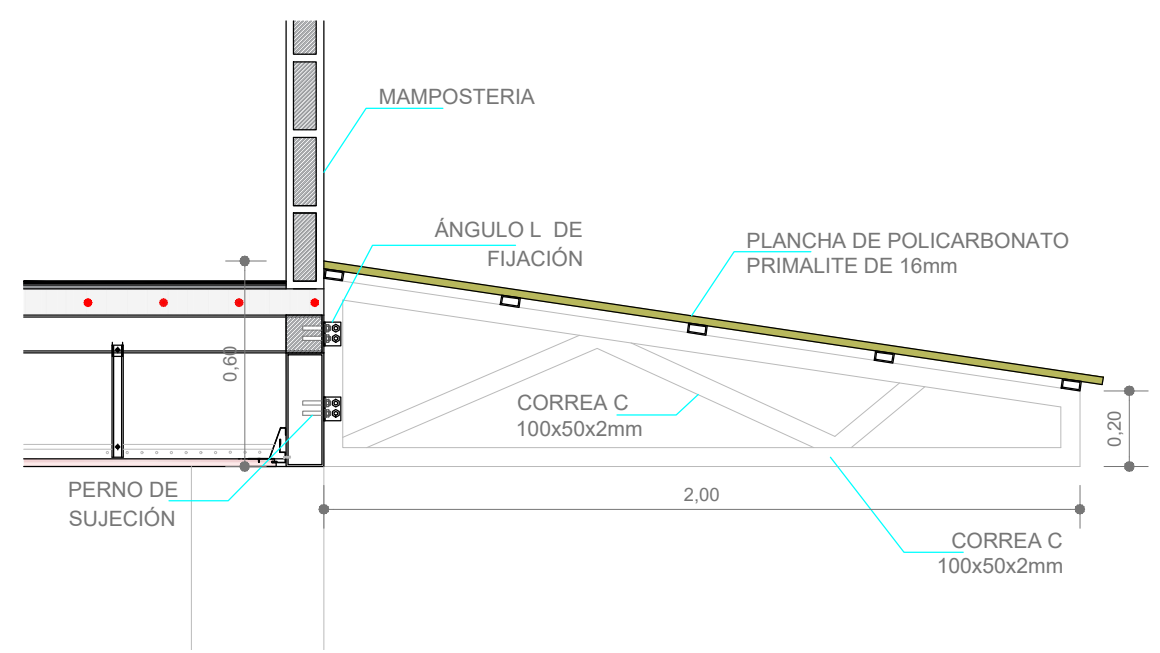 MAMPOSTERIA
ÁNGULO L DE
FIJACIÓN
PLANCHA DE POLICARBONATO
PRIMALITE DE 16mm
0,60
CORREA C
100x50x2mm
0,20
PERNO DE
SUJECIÓN
2,00
CORREA C
100x50x2mm